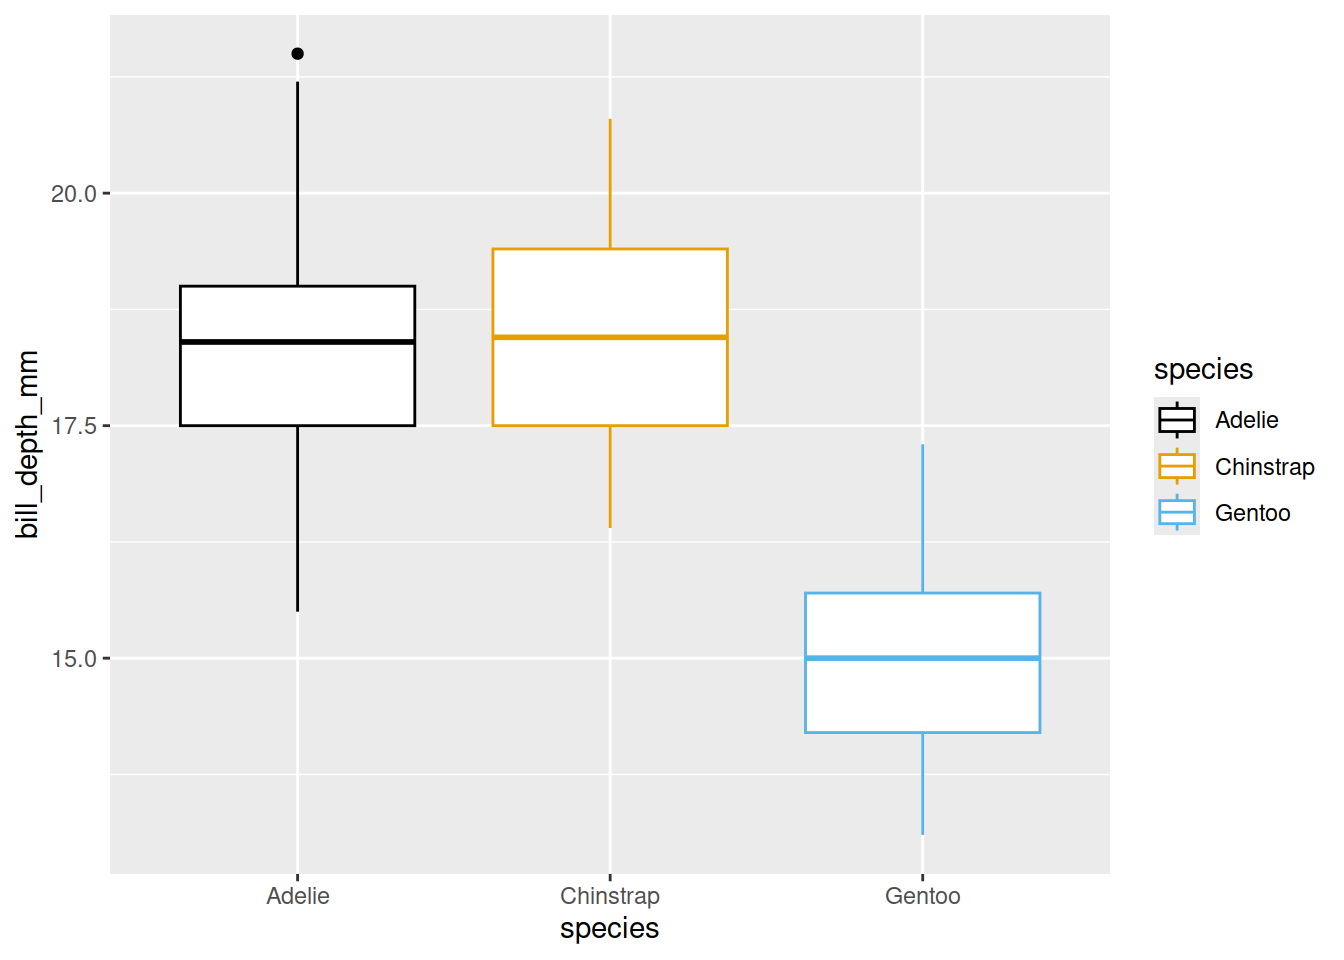 bill_depth_mm
20.0
17.5
15.0
Adelie
Chinstrap
Gentoo
species
species
Adelie
Chinstrap
Gentoo